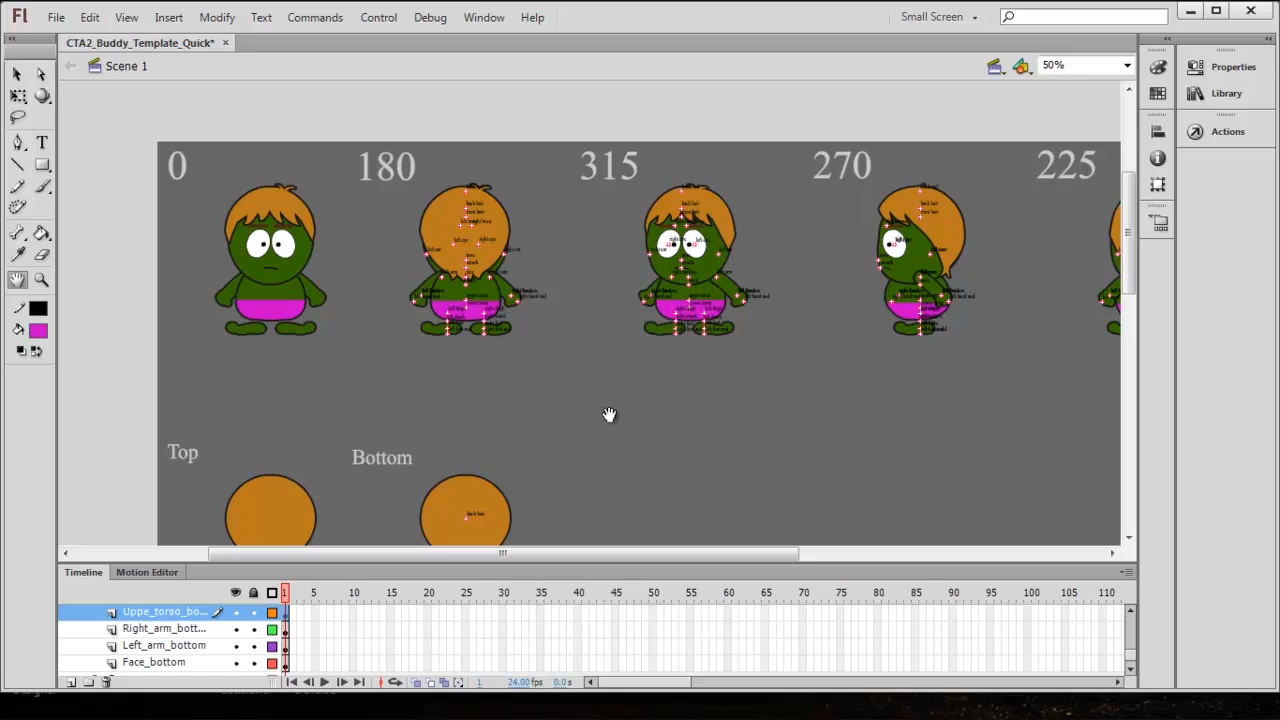 Fl File Edit View Insert Modify Text Commands Control Debug Window Help Small Screen
CTA2_Buddy_Template_Quick* ×
Scene 1
50%
Properties
Library
Actions
0 180 315 270 225
Top
Bottom
back hair
Timeline Motion Editor
1 5 10 15 20 25 30 35 40 45 50 55 60 65 70 75 80 85 90 95 100 105 110
Uppe_torso_bo...
Right_arm_bott...
Left_arm_bottom
Face_bottom
1 24.00 fps 0.0 s